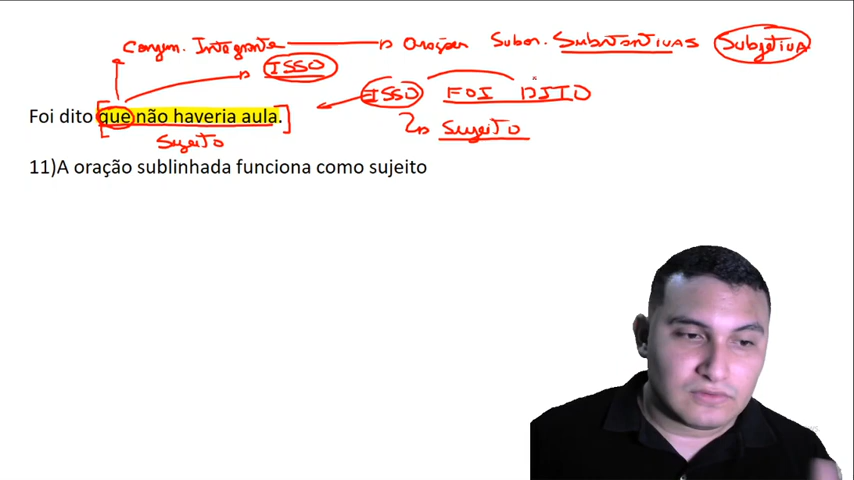 Conjun. Integrante Orações Subor. Substantivas Subjetiva
ISSO
ISSO FOI DITO
Foi dito que não haveria aula.
Sujeito
Sujeito
11)A oração sublinhada funciona como sujeito